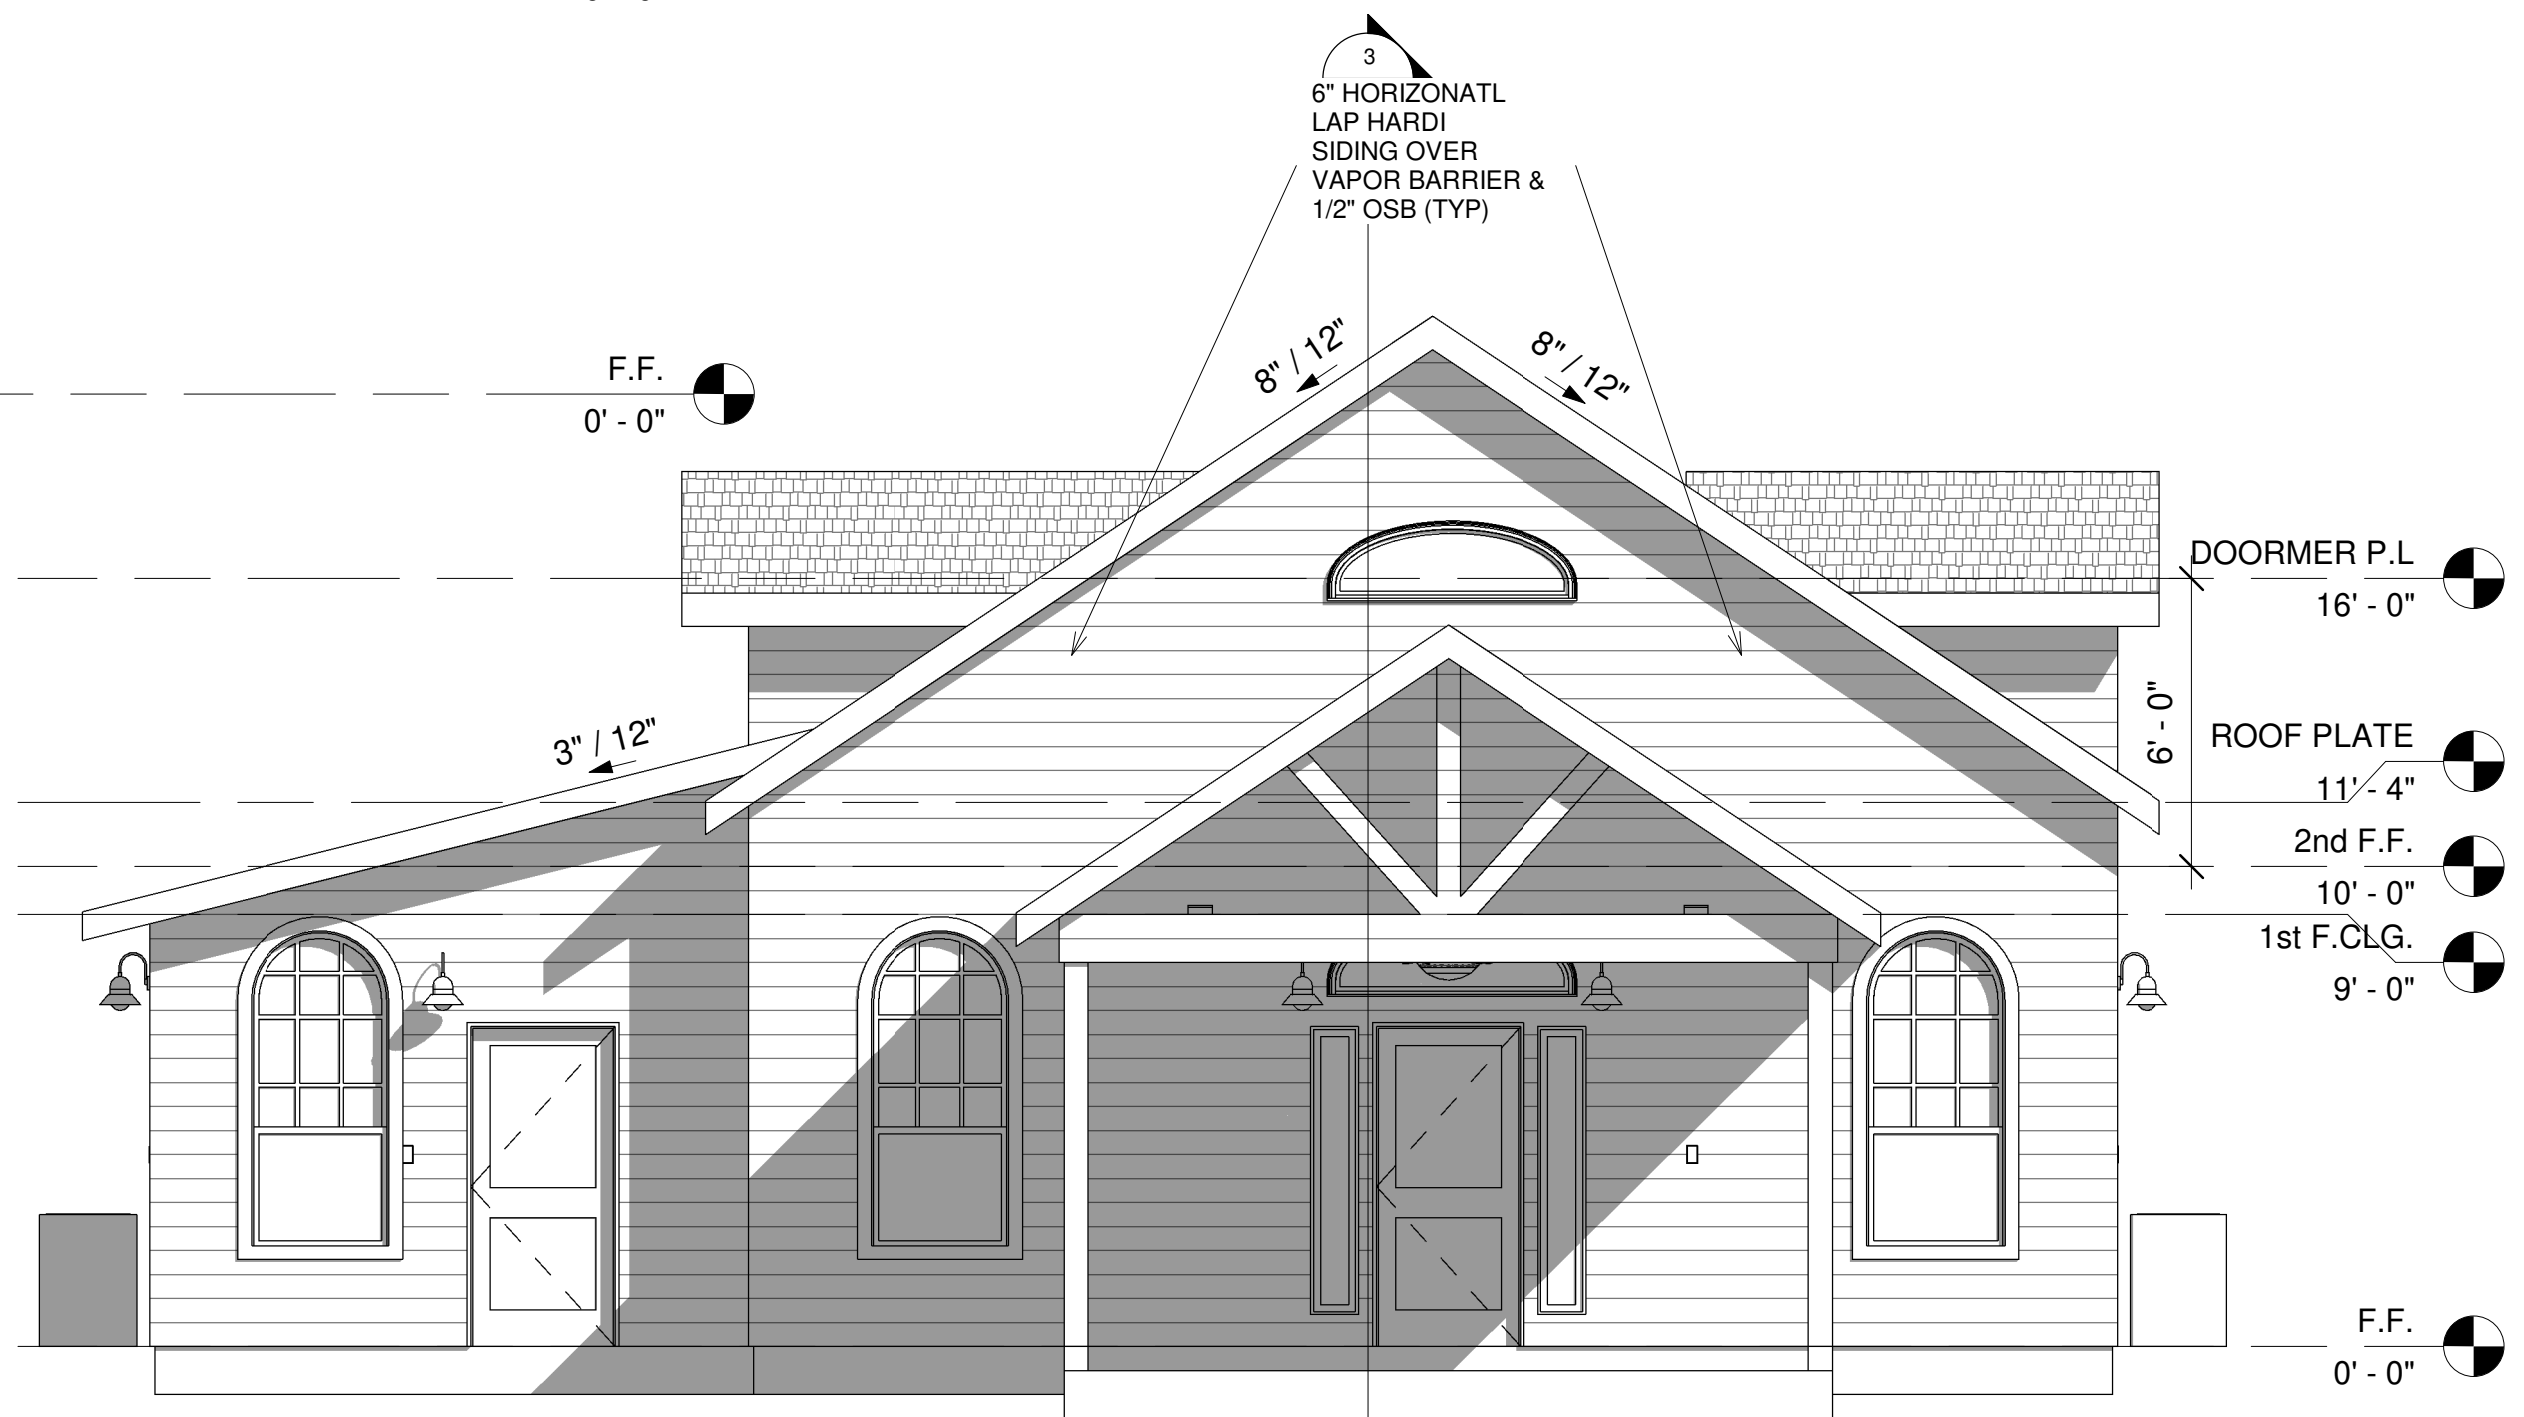 3
6" HORIZONATL
LAP HARDI
SIDING OVER
VAPOR BARRIER &
1/2" OSB (TYP)
8" / 12"
8" / 12"
F.F.
0' - 0"
DOORMER P.L
16' - 0"
6' - 0"
3" / 12"
ROOF PLATE
11' - 4"
2nd F.F.
10' - 0"
1st F.CLG.
9' - 0"
F.F.
0' - 0"